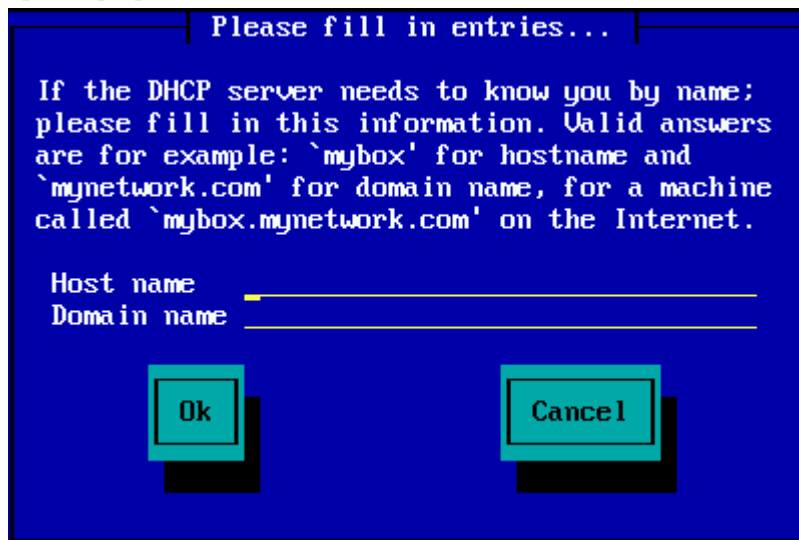 Please fill in entries...
If the DHCP server needs to know you by name;
please fill in this information. Valid answers
are for example: `mybox' for hostname and
`mynetwork.com' for domain name, for a machine
called `mybox.mynetwork.com' on the Internet.
Host name
Domain name
Ok Cancel